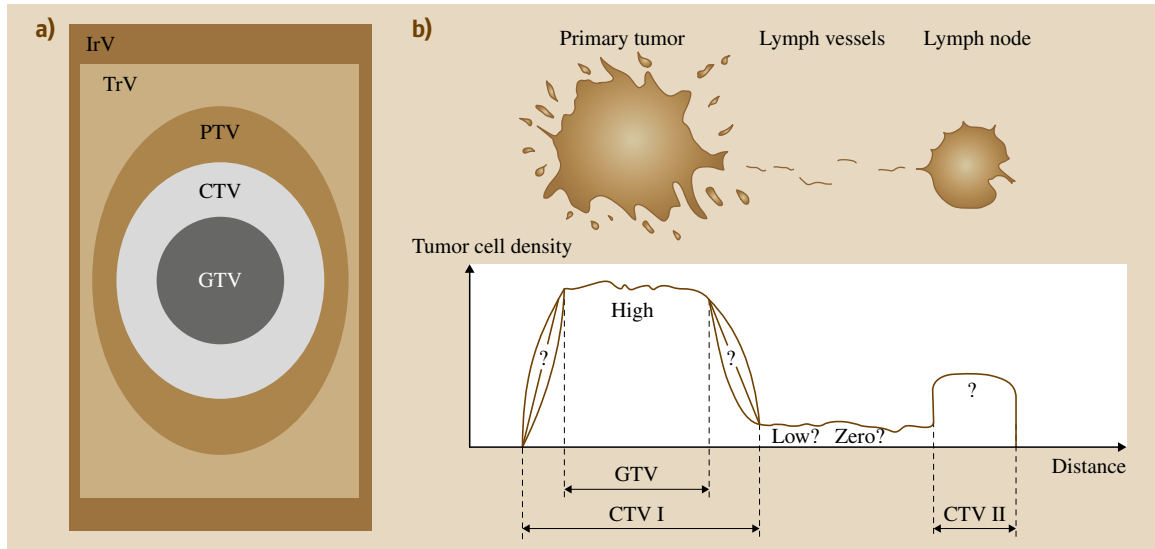 a)
IrV
TrV
PTV
CTV
GTV
b)
Primary tumor Lymph vessels Lymph node
Tumor cell density
High
? ? ?
Low? Zero?
Distance
GTV
CTV I CTV II